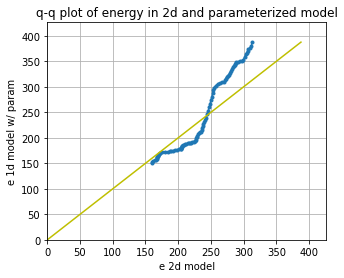 q-q plot of energy in 2d and parameterized model
e 1d model w/ param
400
350
300
250
200
150
100
50
0
0 50 100 150 200 250 300 350 400
e 2d model